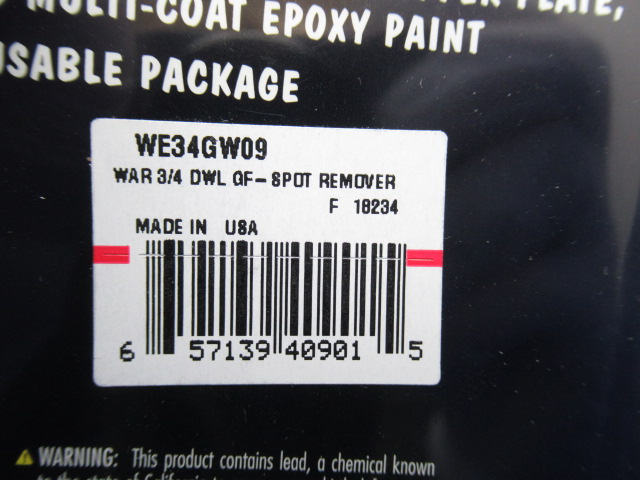 PLATE,
MULTI-COAT EPOXY PAINT
USABLE PACKAGE
WE34GW09
WAR 3/4 DWL GF-SPOT REMOVER
F 18234
MADE IN USA
6 57139 40901 5
WARNING: This product contains lead, a chemical known